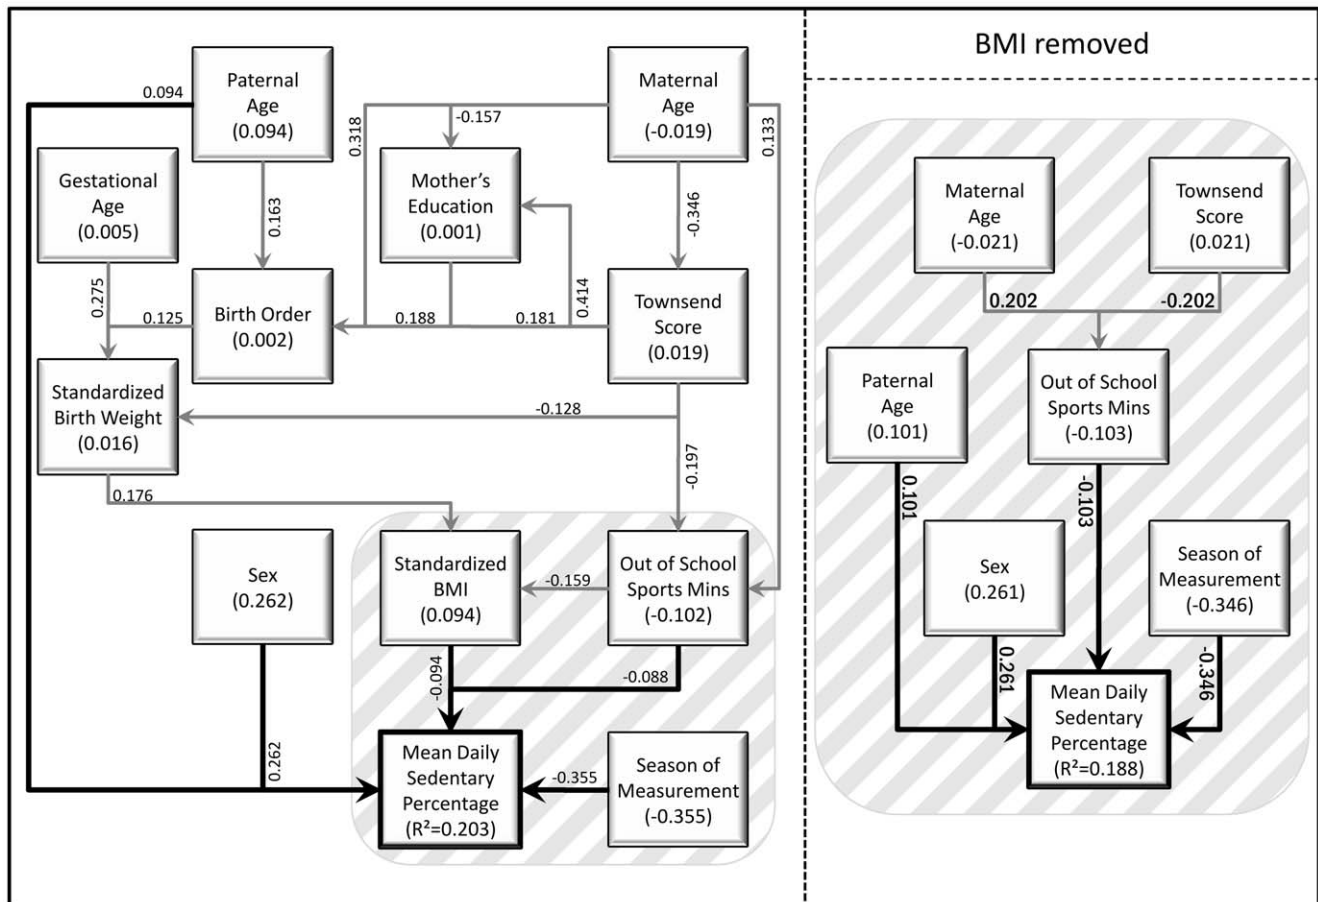 BMI removed
0.094
Paternal
Age
(0.094)
Maternal
Age
(-0.019)
0.318
-0.157
0.133
Gestational
Age
(0.005)
0.163
Mother's
Education
(0.001)
-0.346
0.275
0.125
Birth Order
(0.002)
0.188
0.181
0.414
Townsend
Score
(0.019)
Standardized
Birth Weight
(0.016)
-0.128
-0.197
0.176
Sex
(0.262)
Standardized
BMI
(0.094)
-0.159
Out of School
Sports Mins
(-0.102)
-0.094
-0.088
0.262
Mean Daily
Sedentary
Percentage
(R²=0.203)
-0.355
Season of
Measurement
(-0.355)
Maternal
Age
(-0.021)
Townsend
Score
(0.021)
0.202
-0.202
Paternal
Age
(0.101)
Out of School
Sports Mins
(-0.103)
0.101
-0.103
Sex
(0.261)
Season of
Measurement
(-0.346)
0.261
-0.346
Mean Daily
Sedentary
Percentage
(R²=0.188)